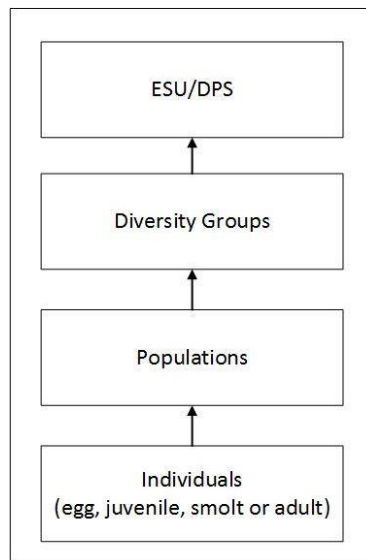 ESU/DPS
Diversity Groups
Populations
Individuals
(egg, juvenile, smolt or adult)